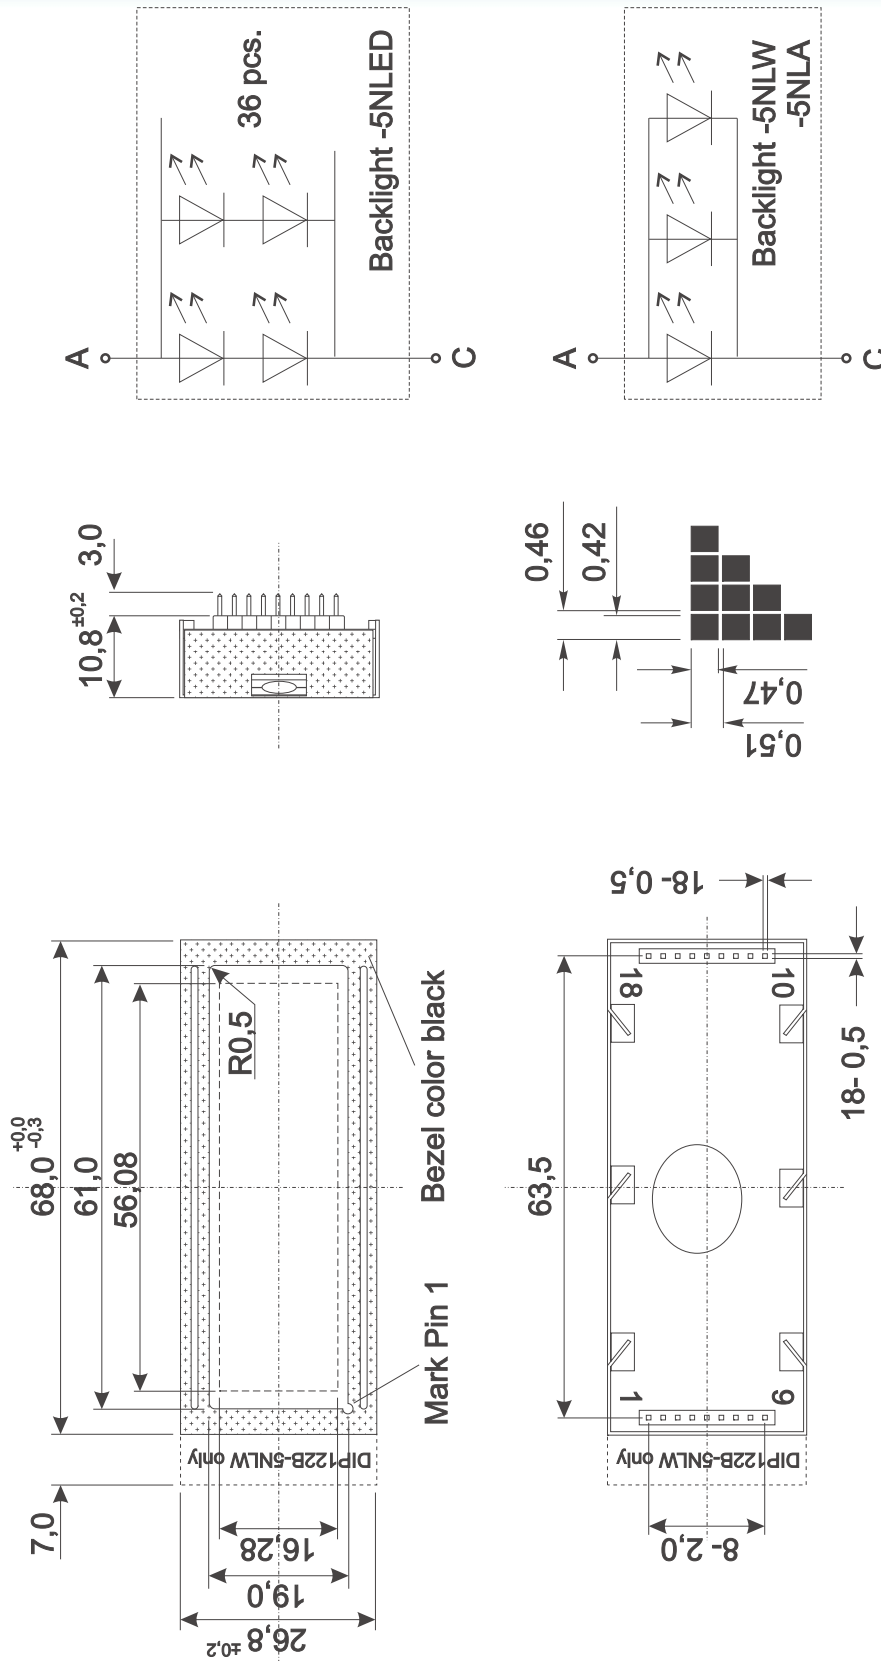 36 pcs.
Backlight -5NLED
A
C
Backlight -5NLW
-5NLA
A
C
3,0
10,8 ±0,2
0,46
0,42
0,47
0,51
68,0 +0,0 -0,3
61,0
56,08
R0,5
Bezel color black
Mark Pin 1
7,0
DIP122B-5NLW only
16,28
19,0
26,8 ±0,2
18- 0,5
18
10
18- 0,5
63,5
1
9
DIP122B-5NLW only
8- 2,0